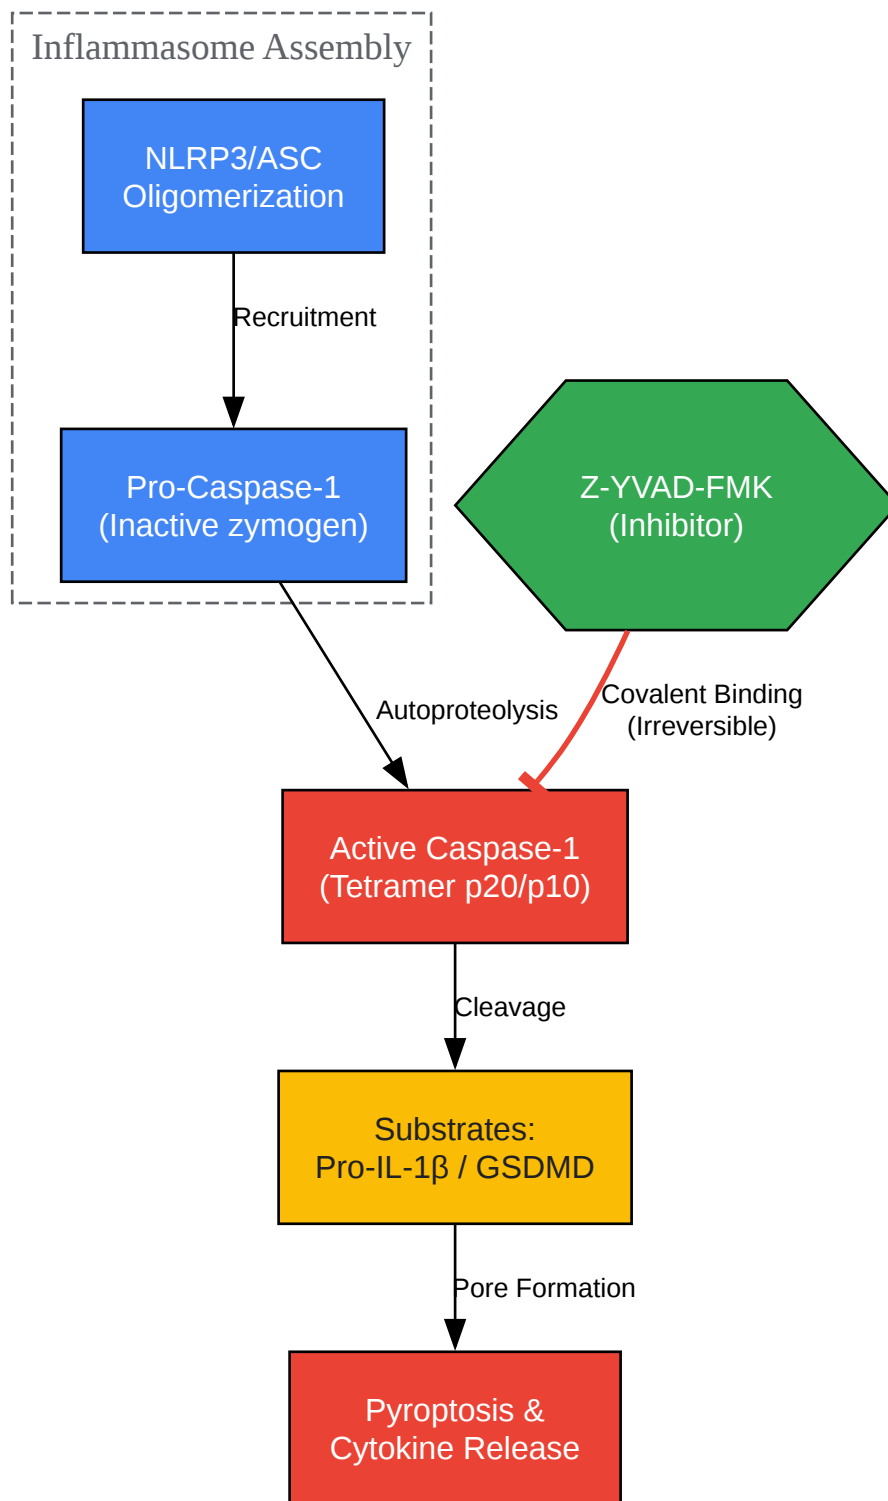 Inflammasome Assembly
NLRP3/ASC
Oligomerization
Recruitment
Pro-Caspase-1
(Inactive zymogen)
Z-YVAD-FMK
(Inhibitor)
Autoproteolysis
Covalent Binding
(Irreversible)
Active Caspase-1
(Tetramer p20/p10)
Cleavage
Substrates:
Pro-IL-1β / GSDMD
Pore Formation
Pyroptosis &
Cytokine Release